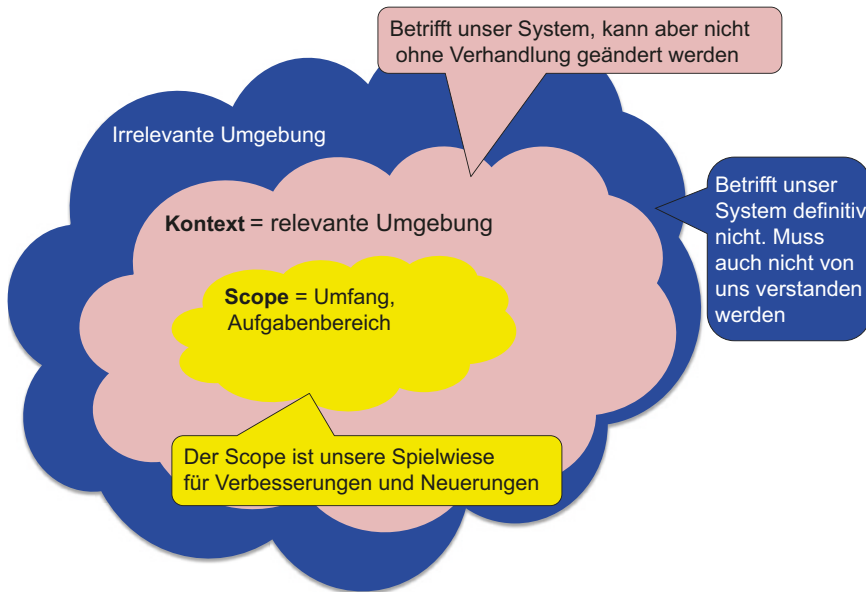 Betrifft unser System, kann aber nicht
ohne Verhandlung geändert werden
Irrelevante Umgebung
Betrifft unser
System definitiv
nicht. Muss
auch nicht von
uns verstanden
werden
Kontext = relevante Umgebung
Scope = Umfang,
Aufgabenbereich
Der Scope ist unsere Spielwiese
für Verbesserungen und Neuerungen